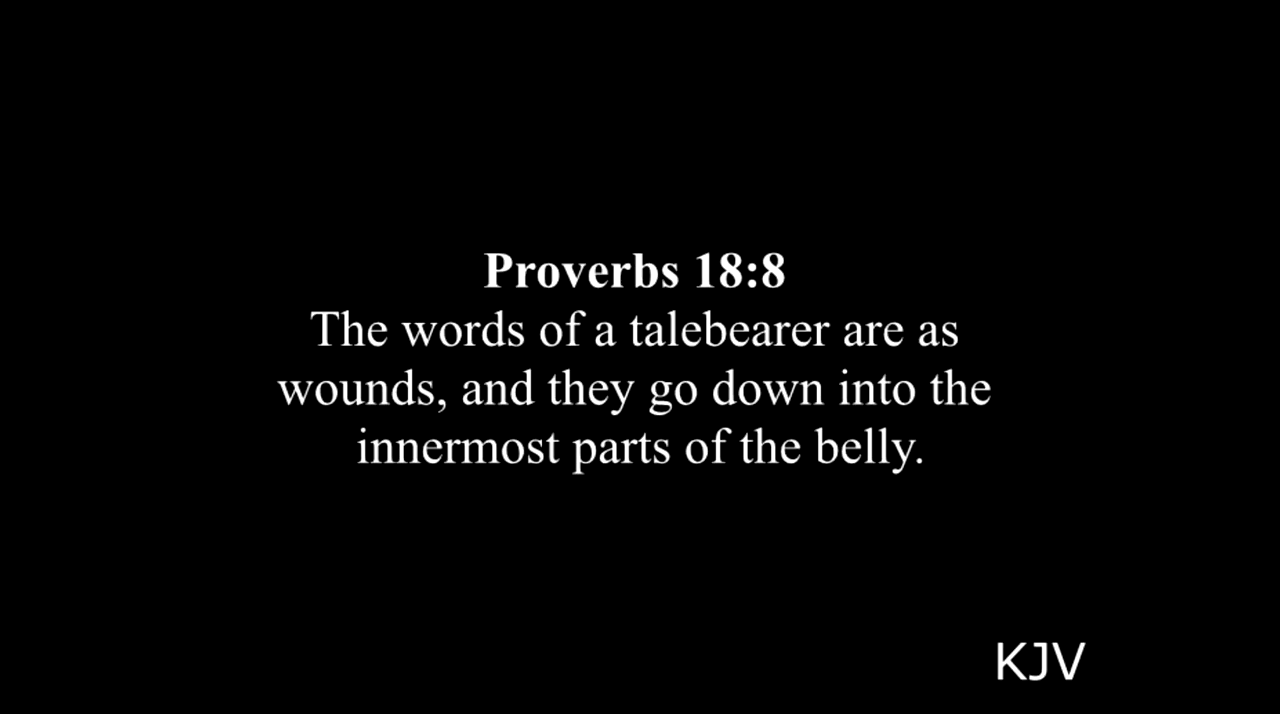 Proverbs 18:8
The words of a talebearer are as
wounds, and they go down into the
innermost parts of the belly.
KJV